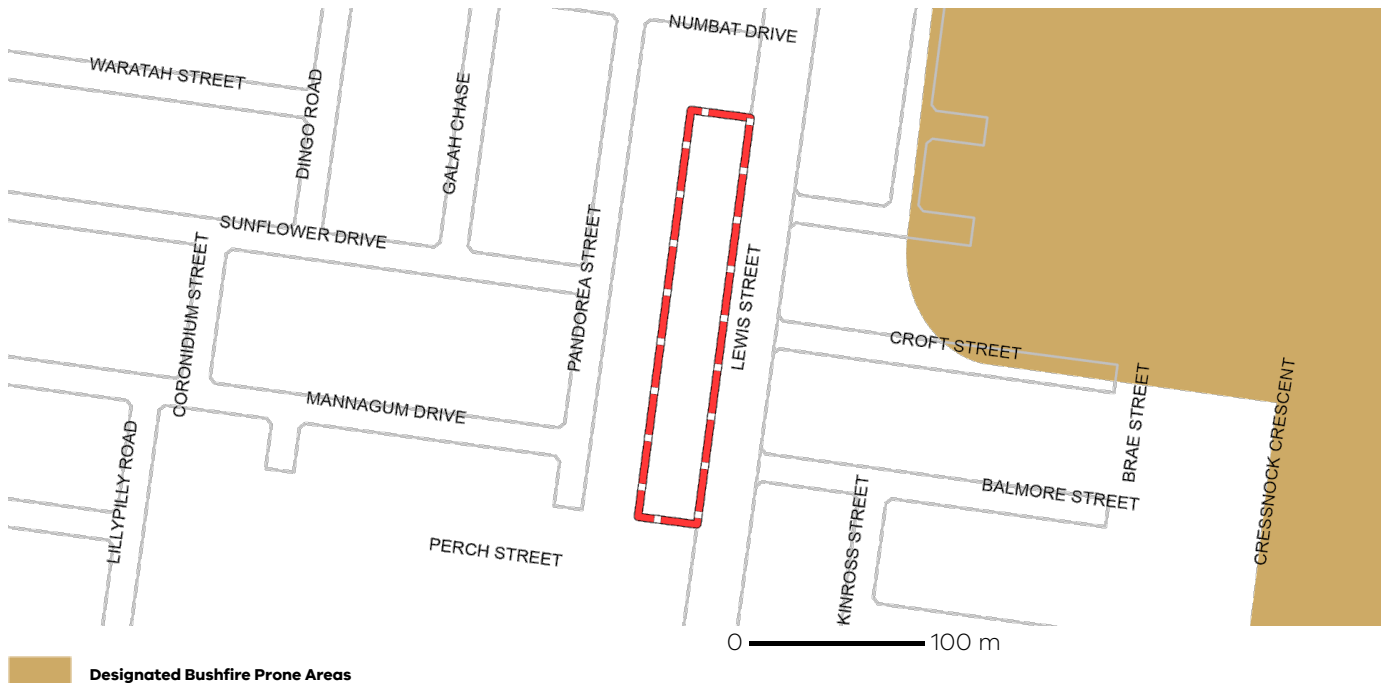 NUMBAT DRIVE
WARATAH STREET
DINGO ROAD
GALAH CHASE
SUNFLOWER DRIVE
CORONIDIUM STREET
PANDOREA STREET
LEWIS STREET
CROFT STREET
MANNAGUM DRIVE
BRAE STREET
CRESSNOCK CRESCENT
LILLYPILLY ROAD
BALMORE STREET
KINROSS STREET
PERCH STREET
0 100 m
Designated Bushfire Prone Areas